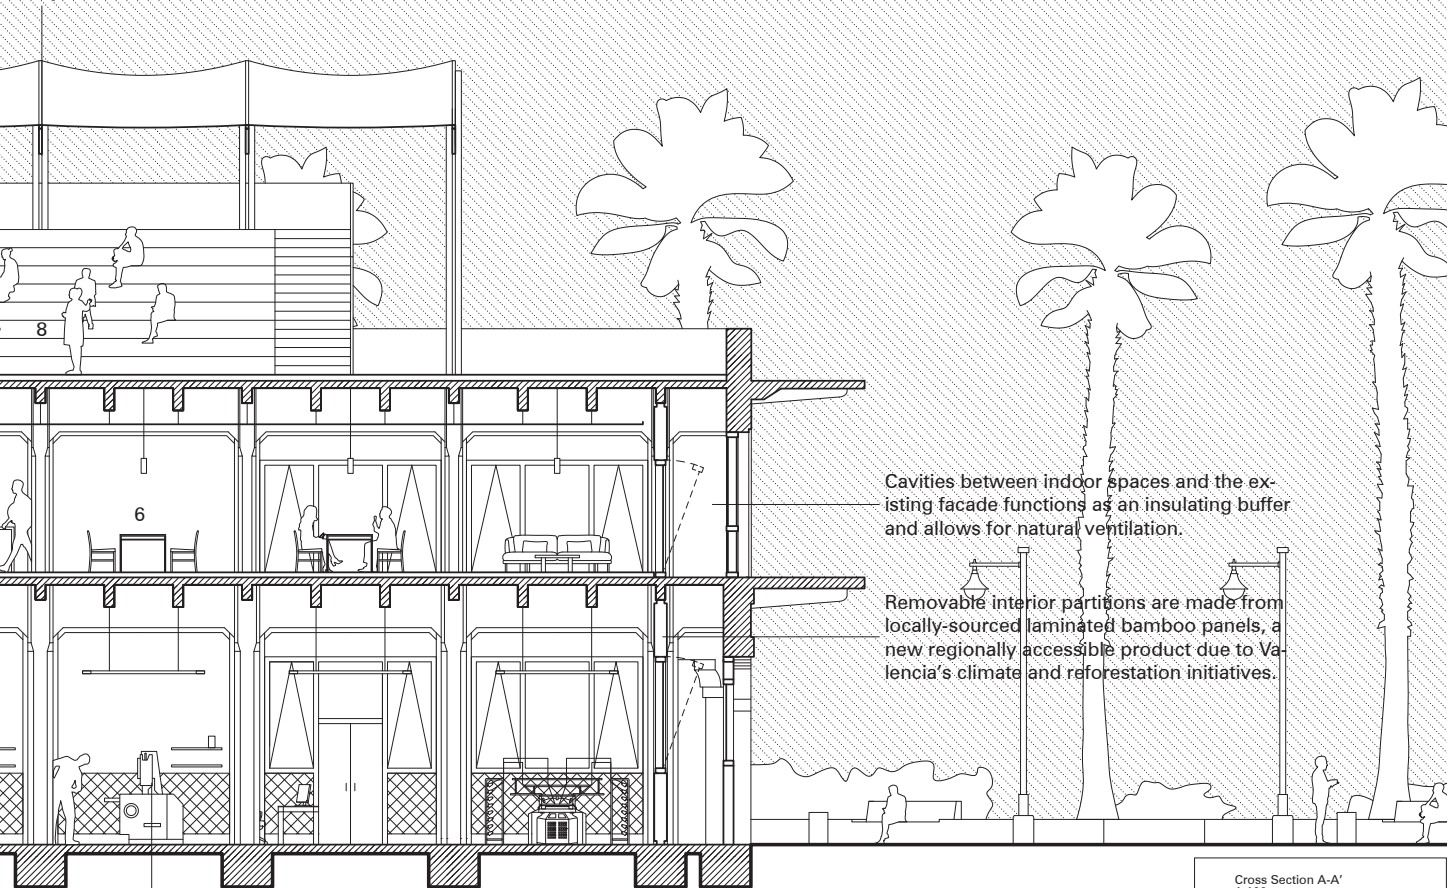 8
6
Cavities between indoor spaces and the ex-
isting facade functions as an insulating buffer
and allows for natural ventilation.
Removable interior partitions are made from
locally-sourced laminated bamboo panels, a
new regionally accessible product due to Va-
lencia’s climate and reforestation initiatives.
Cross Section A-A’